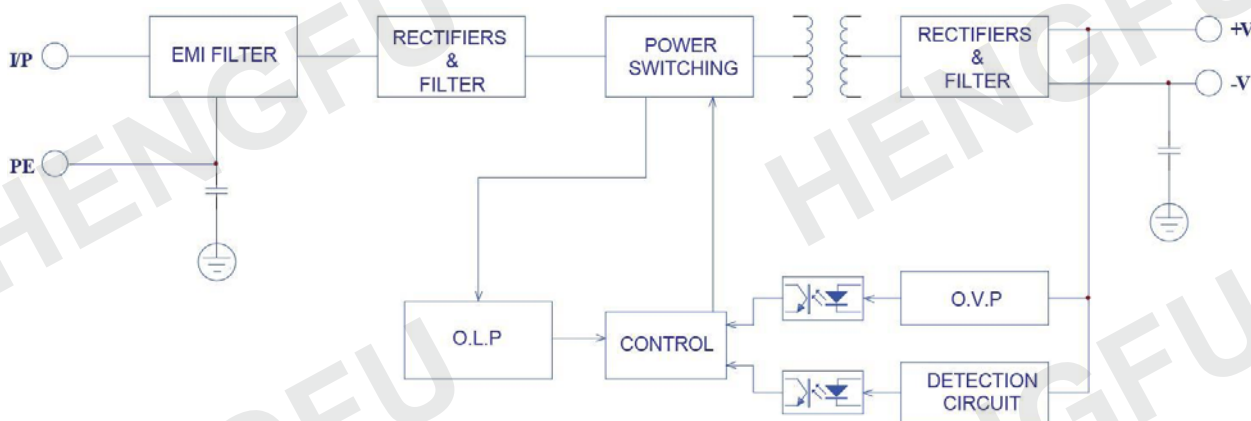 I/P
EMI FILTER
RECTIFIERS
&
FILTER
POWER
SWITCHING
RECTIFIERS
&
FILTER
+V
-V
PE
O.L.P
CONTROL
O.V.P
DETECTION
CIRCUIT
HENGFU
HENGFU
HENGFU
HENGFU